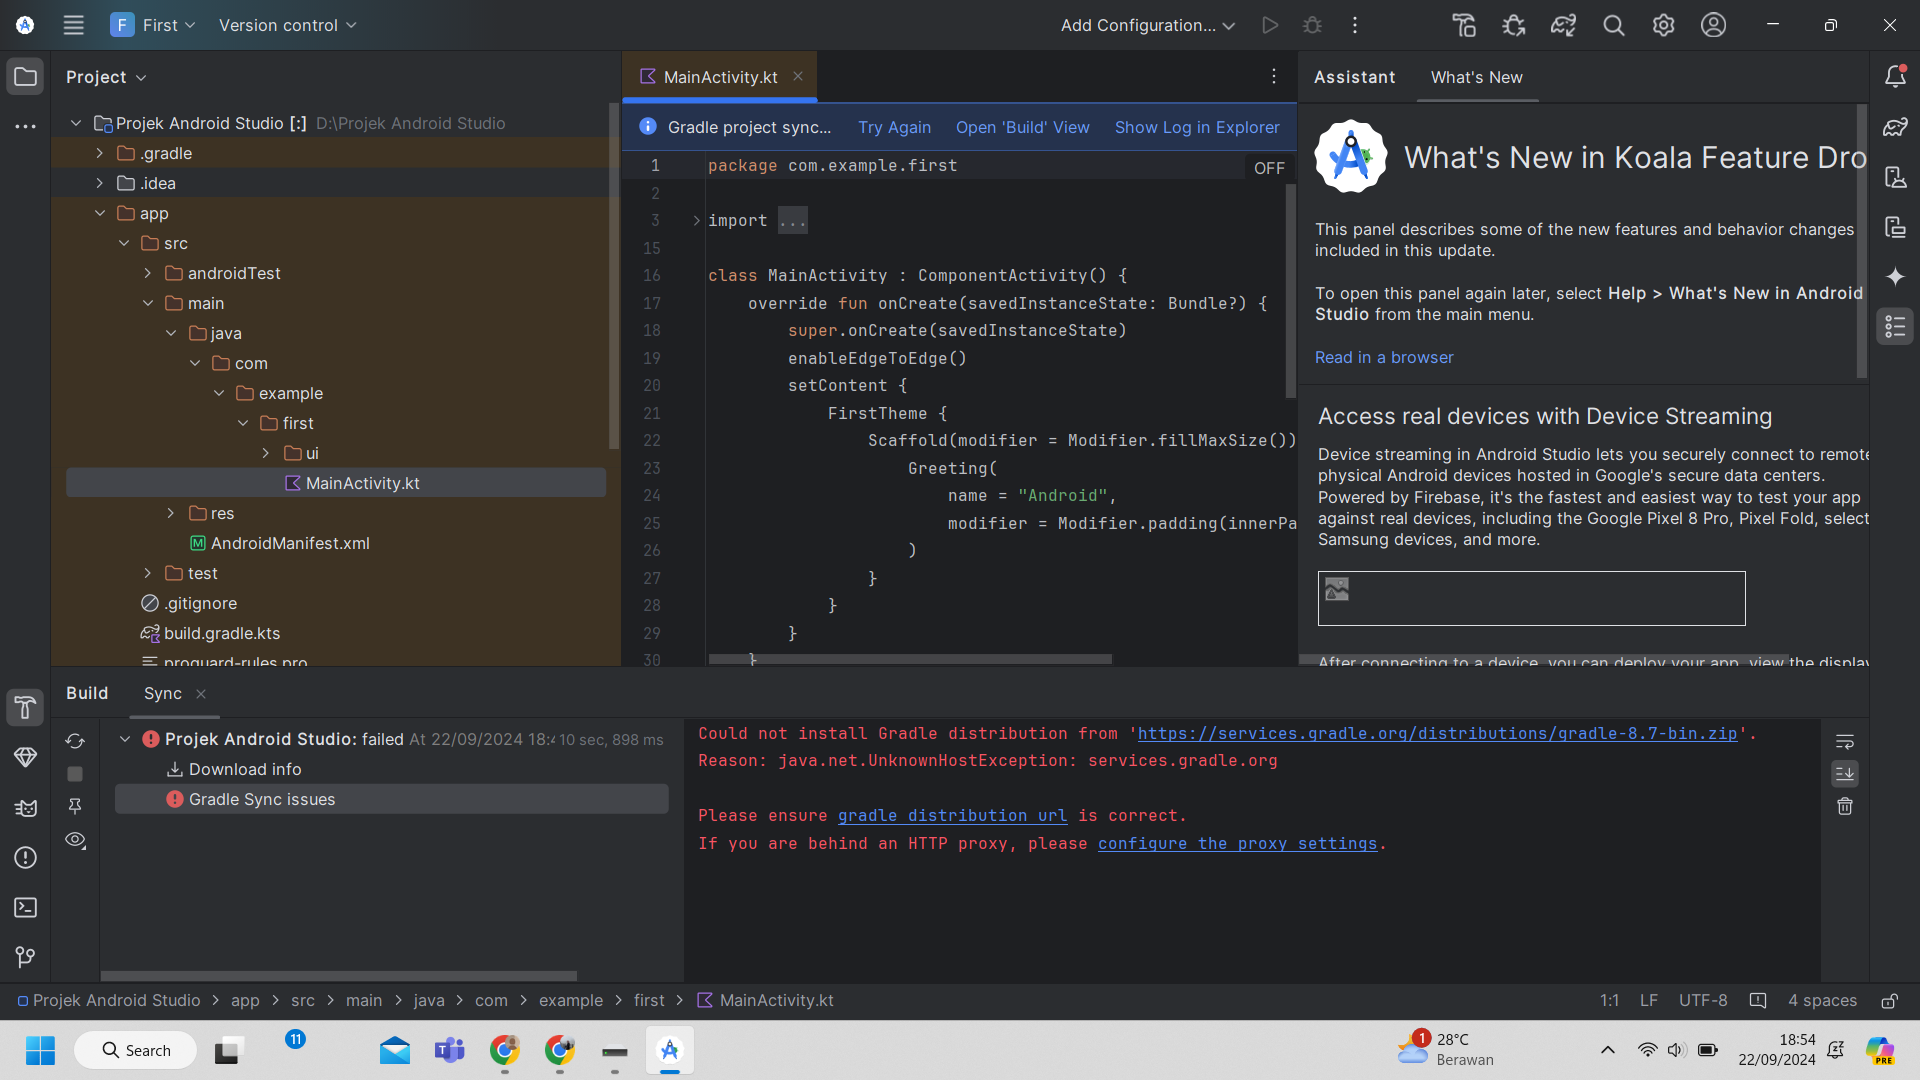 F First Version control Add Configuration...
Project
MainActivity.kt
Assistant What's New
Projek Android Studio [:] D:\Projek Android Studio
.gradle
.idea
app
src
androidTest
main
java
com
example
first
ui
MainActivity.kt
res
AndroidManifest.xml
test
.gitignore
build.gradle.kts
proguard-rules.pro
Gradle project sync... Try Again Open 'Build' View Show Log in Explorer
OFF
1 package com.example.first
2
3 import ...
15
16 class MainActivity : ComponentActivity() {
17 override fun onCreate(savedInstanceState: Bundle?) {
18 super.onCreate(savedInstanceState)
19 enableEdgeToEdge()
20 setContent {
21 FirstTheme {
22 Scaffold(modifier = Modifier.fillMaxSize())
23 Greeting(
24 name = "Android",
25 modifier = Modifier.padding(innerPa
26 )
27 }
28 }
29 }
30 }
What's New in Koala Feature Dro
This panel describes some of the new features and behavior changes
included in this update.
To open this panel again later, select Help > What's New in Android
Studio from the main menu.
Read in a browser
Access real devices with Device Streaming
Device streaming in Android Studio lets you securely connect to remote
physical Android devices hosted in Google's secure data centers.
Powered by Firebase, it's the fastest and easiest way to test your app
against real devices, including the Google Pixel 8 Pro, Pixel Fold, select
Samsung devices, and more.
After connecting to a device, you can deploy your app, view the display
Build Sync
Projek Android Studio: failed At 22/09/2024 18:4 10 sec, 898 ms
Download info
Gradle Sync issues
Could not install Gradle distribution from 'https://services.gradle.org/distributions/gradle-8.7-bin.zip'.
Reason: java.net.UnknownHostException: services.gradle.org
Please ensure gradle distribution url is correct.
If you are behind an HTTP proxy, please configure the proxy settings.
Projek Android Studio > app > src > main > java > com > example > first > MainActivity.kt
1:1 LF UTF-8 4 spaces
Search
11
1
28°C
Berawan
18:54
22/09/2024
PRE